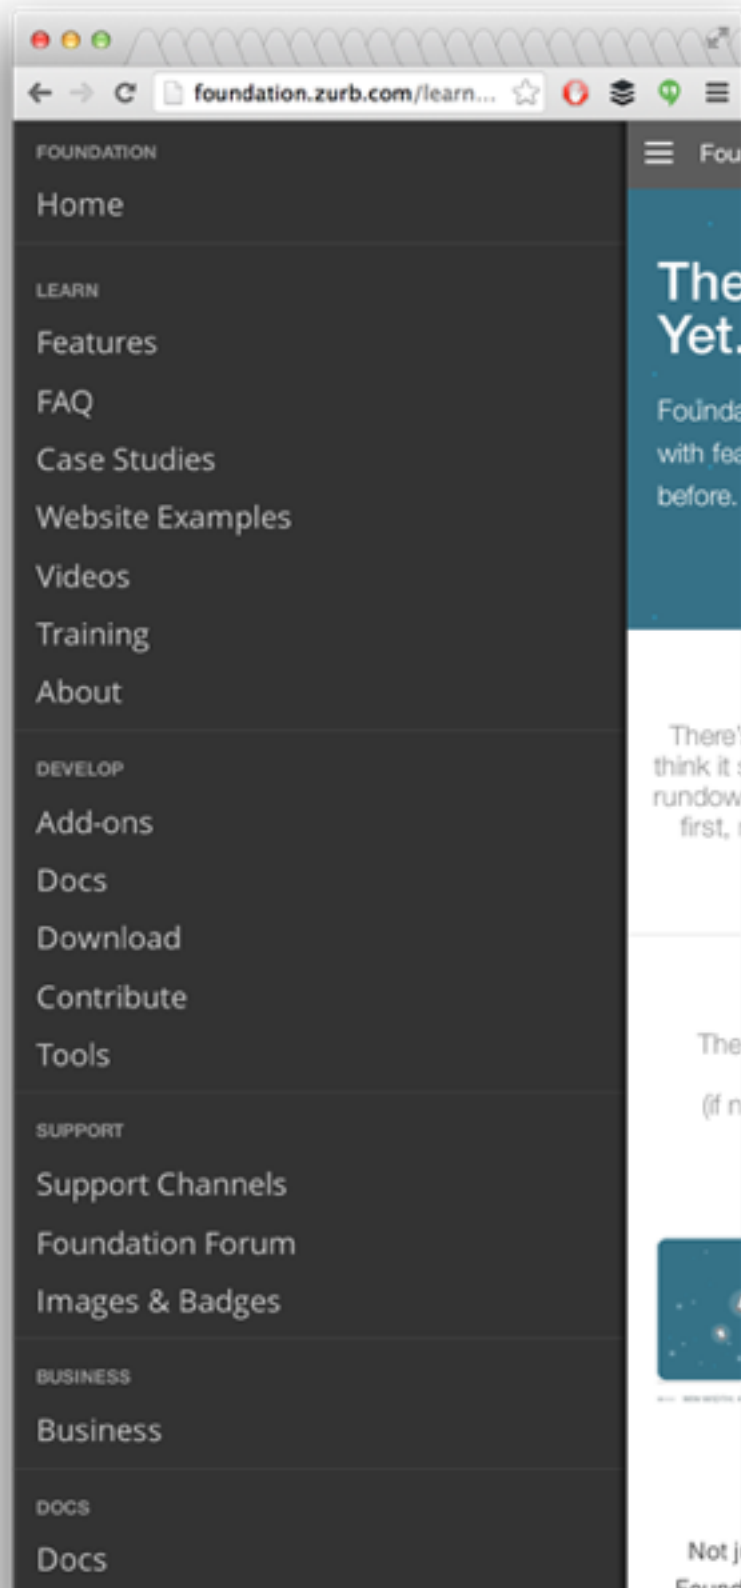 foundation.zurb.com/learn...
FOUNDATION
Home
LEARN
Features
FAQ
Case Studies
Website Examples
Videos
Training
About
DEVELOP
Add-ons
Docs
Download
Contribute
Tools
SUPPORT
Support Channels
Foundation Forum
Images & Badges
BUSINESS
Business
DOCS
Docs
Fou
The
Yet.
Founda
with fea
before.
There'
think it s
rundow
first,
The
(if n
Not j
Found